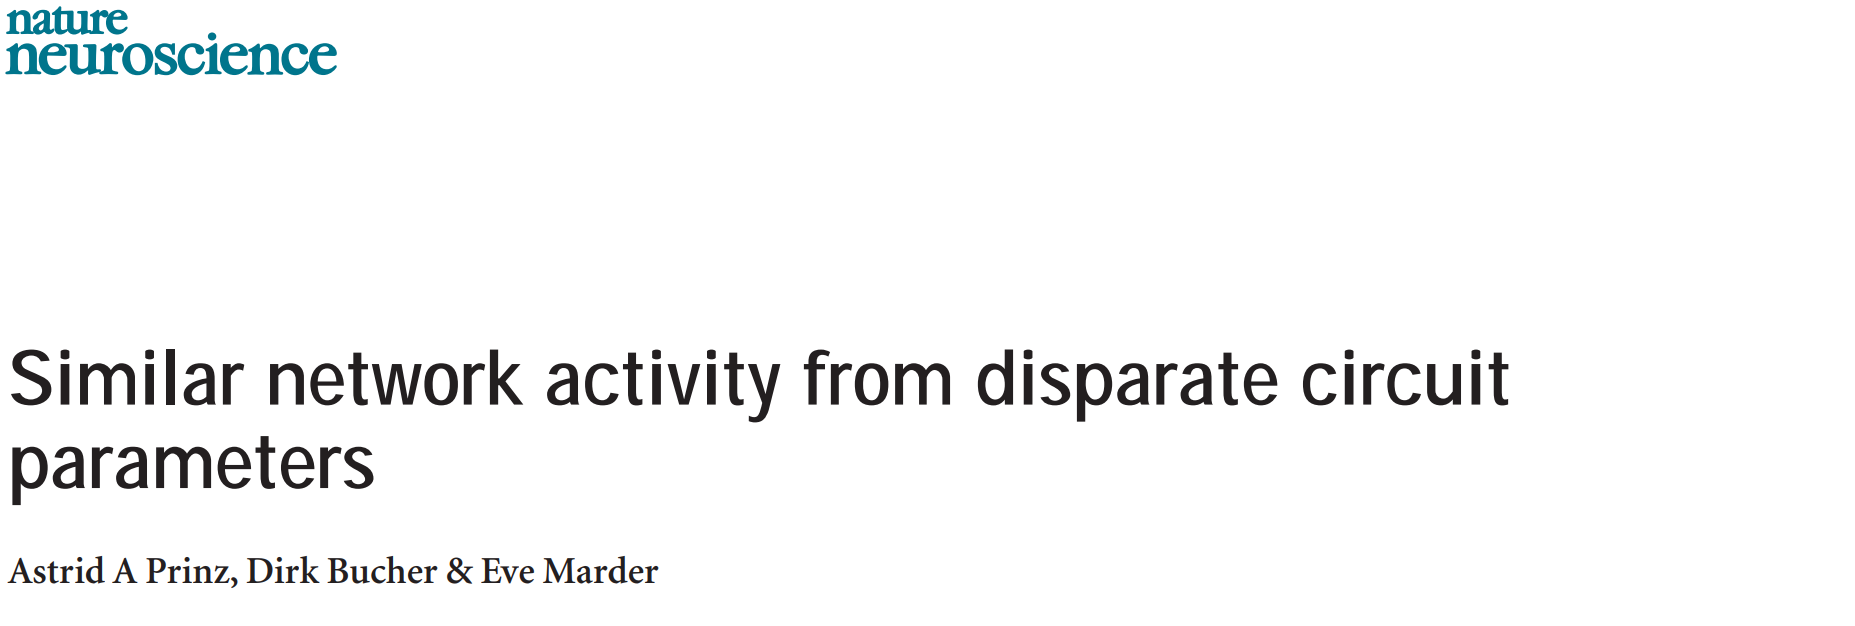 nature
neuroscience
Similar network activity from disparate circuit
parameters
Astrid A Prinz, Dirk Bucher & Eve Marder